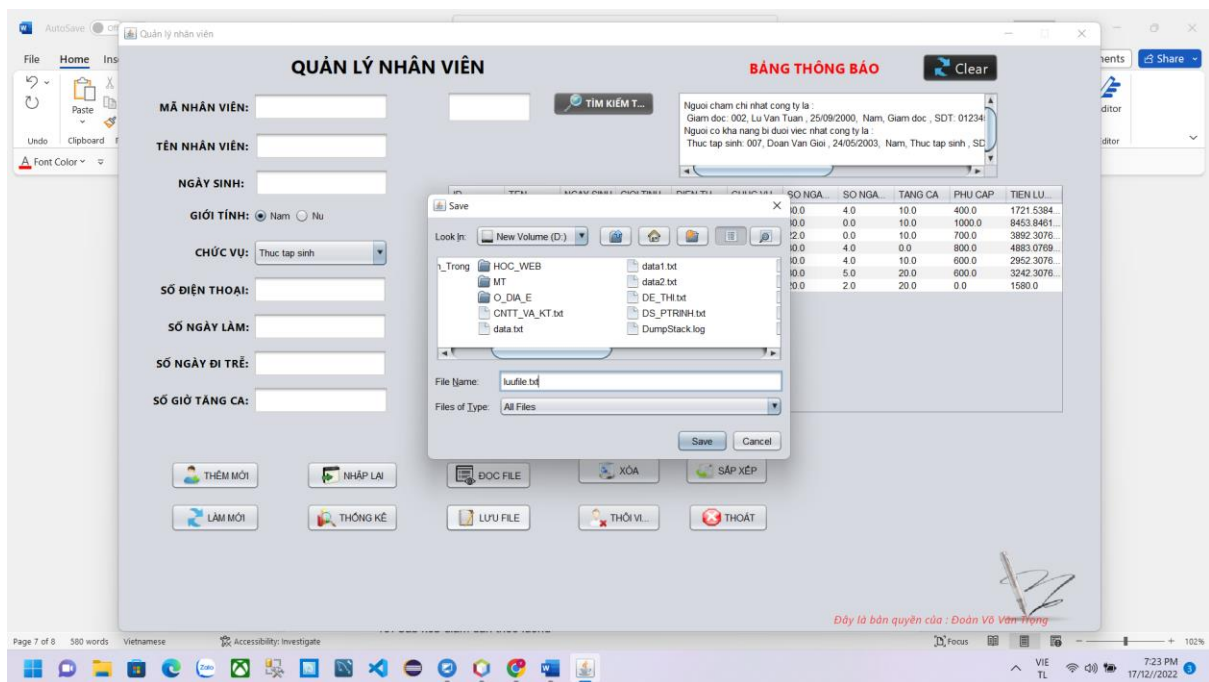 AutoSave Off
Quản lý nhân viên
File Home Ins
Share
Paste
Undo Clipboard
Font Color
QUẢN LÝ NHÂN VIÊN
BẢNG THÔNG BÁO
Clear
MÃ NHÂN VIÊN:
TÌM KIẾM T...
TÊN NHÂN VIÊN:
NGÀY SINH:
GIỚI TÍNH: Nam Nu
CHỨC VỤ: Thuc tap sinh
SỐ ĐIỆN THOẠI:
SỐ NGÀY LÀM:
SỐ NGÀY ĐI TRỄ:
SỐ GIỜ TĂNG CA:
Nguoi cham chi nhat cong ty la :
Giam doc: 002, Lu Van Tuan , 25/09/2000, Nam, Giam doc , SDT: 01234
Nguoi co kha nang bi duoi viec nhat cong ty la :
Thuc tap sinh: 007, Doan Van Gioi , 24/05/2003, Nam, Thuc tap sinh , SD
SO NGA... SO NGA... TANG CA PHU CAP TIEN LU...
4.0 10.0 400.0 1721.5384...
0.0 10.0 1000.0 8453.8461...
0.0 10.0 700.0 3892.3076...
4.0 0.0 800.0 4883.0769...
4.0 10.0 600.0 2952.3076...
5.0 20.0 600.0 3242.3076...
2.0 20.0 0.0 1580.0
Save
Look In: New Volume (D:)
n_Trong HOC_WEB data1.txt
MT data2.txt
O_DIA_E DE_THI.txt
CNTT_VA_KT.txt DS_PTRINH.txt
data.txt DumpStack.log
File Name: luufile.txt
Files of Type: All Files
Save Cancel
THÊM MỚI NHẬP LẠI ĐỌC FILE XÓA SẮP XẾP
LÀM MỚI THỐNG KÊ LƯU FILE THÔI VI... THOÁT
Đây là bản quyền của : Đoàn Võ Văn Trọng
Page 7 of 8 580 words Vietnamese Accessibility: Investigate Focus 102%
Zalo
VIE
TL
7:23 PM
17/12//2022
3